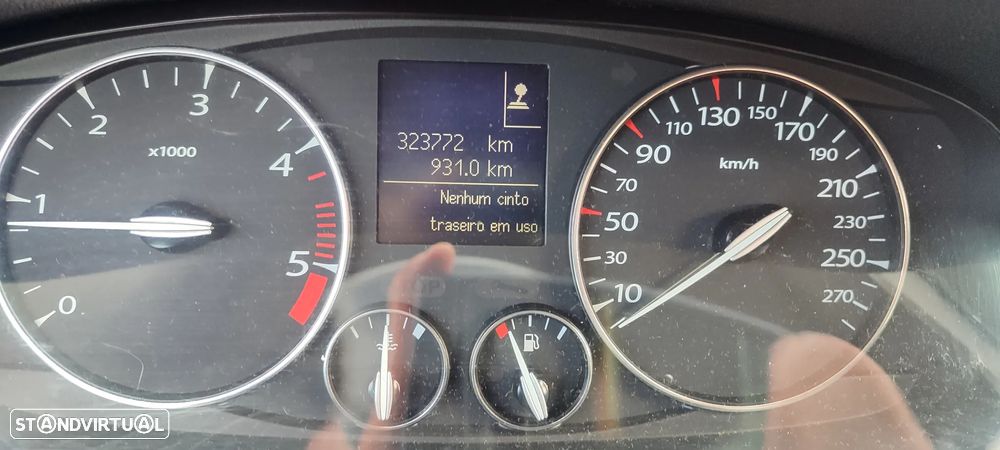 323772 km
931.0 km
Nenhum cinto
traseiro em uso
0
1
2
3
4
5
x1000
10
30
50
70
90
110
130
150
170
190
210
230
250
270
km/h
STANDVIRTUAL